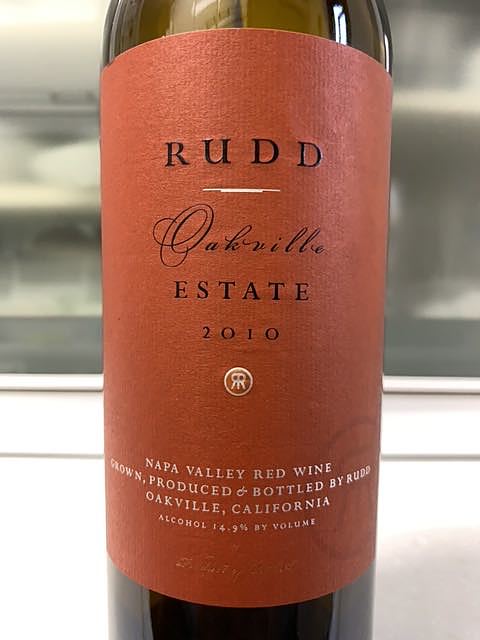 RUDD
Oakville
ESTATE
2010
RR
NAPA VALLEY RED WINE
GROWN, PRODUCED & BOTTLED BY RUDD
OAKVILLE, CALIFORNIA
ALCOHOL 14.9% BY VOLUME